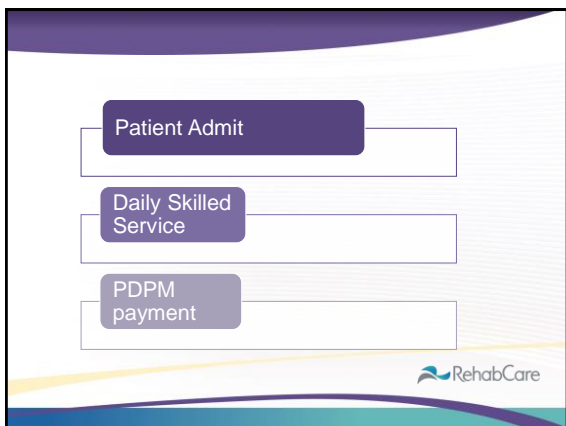 Patient Admit
Daily Skilled
Service
PDPM
payment
RehabCare